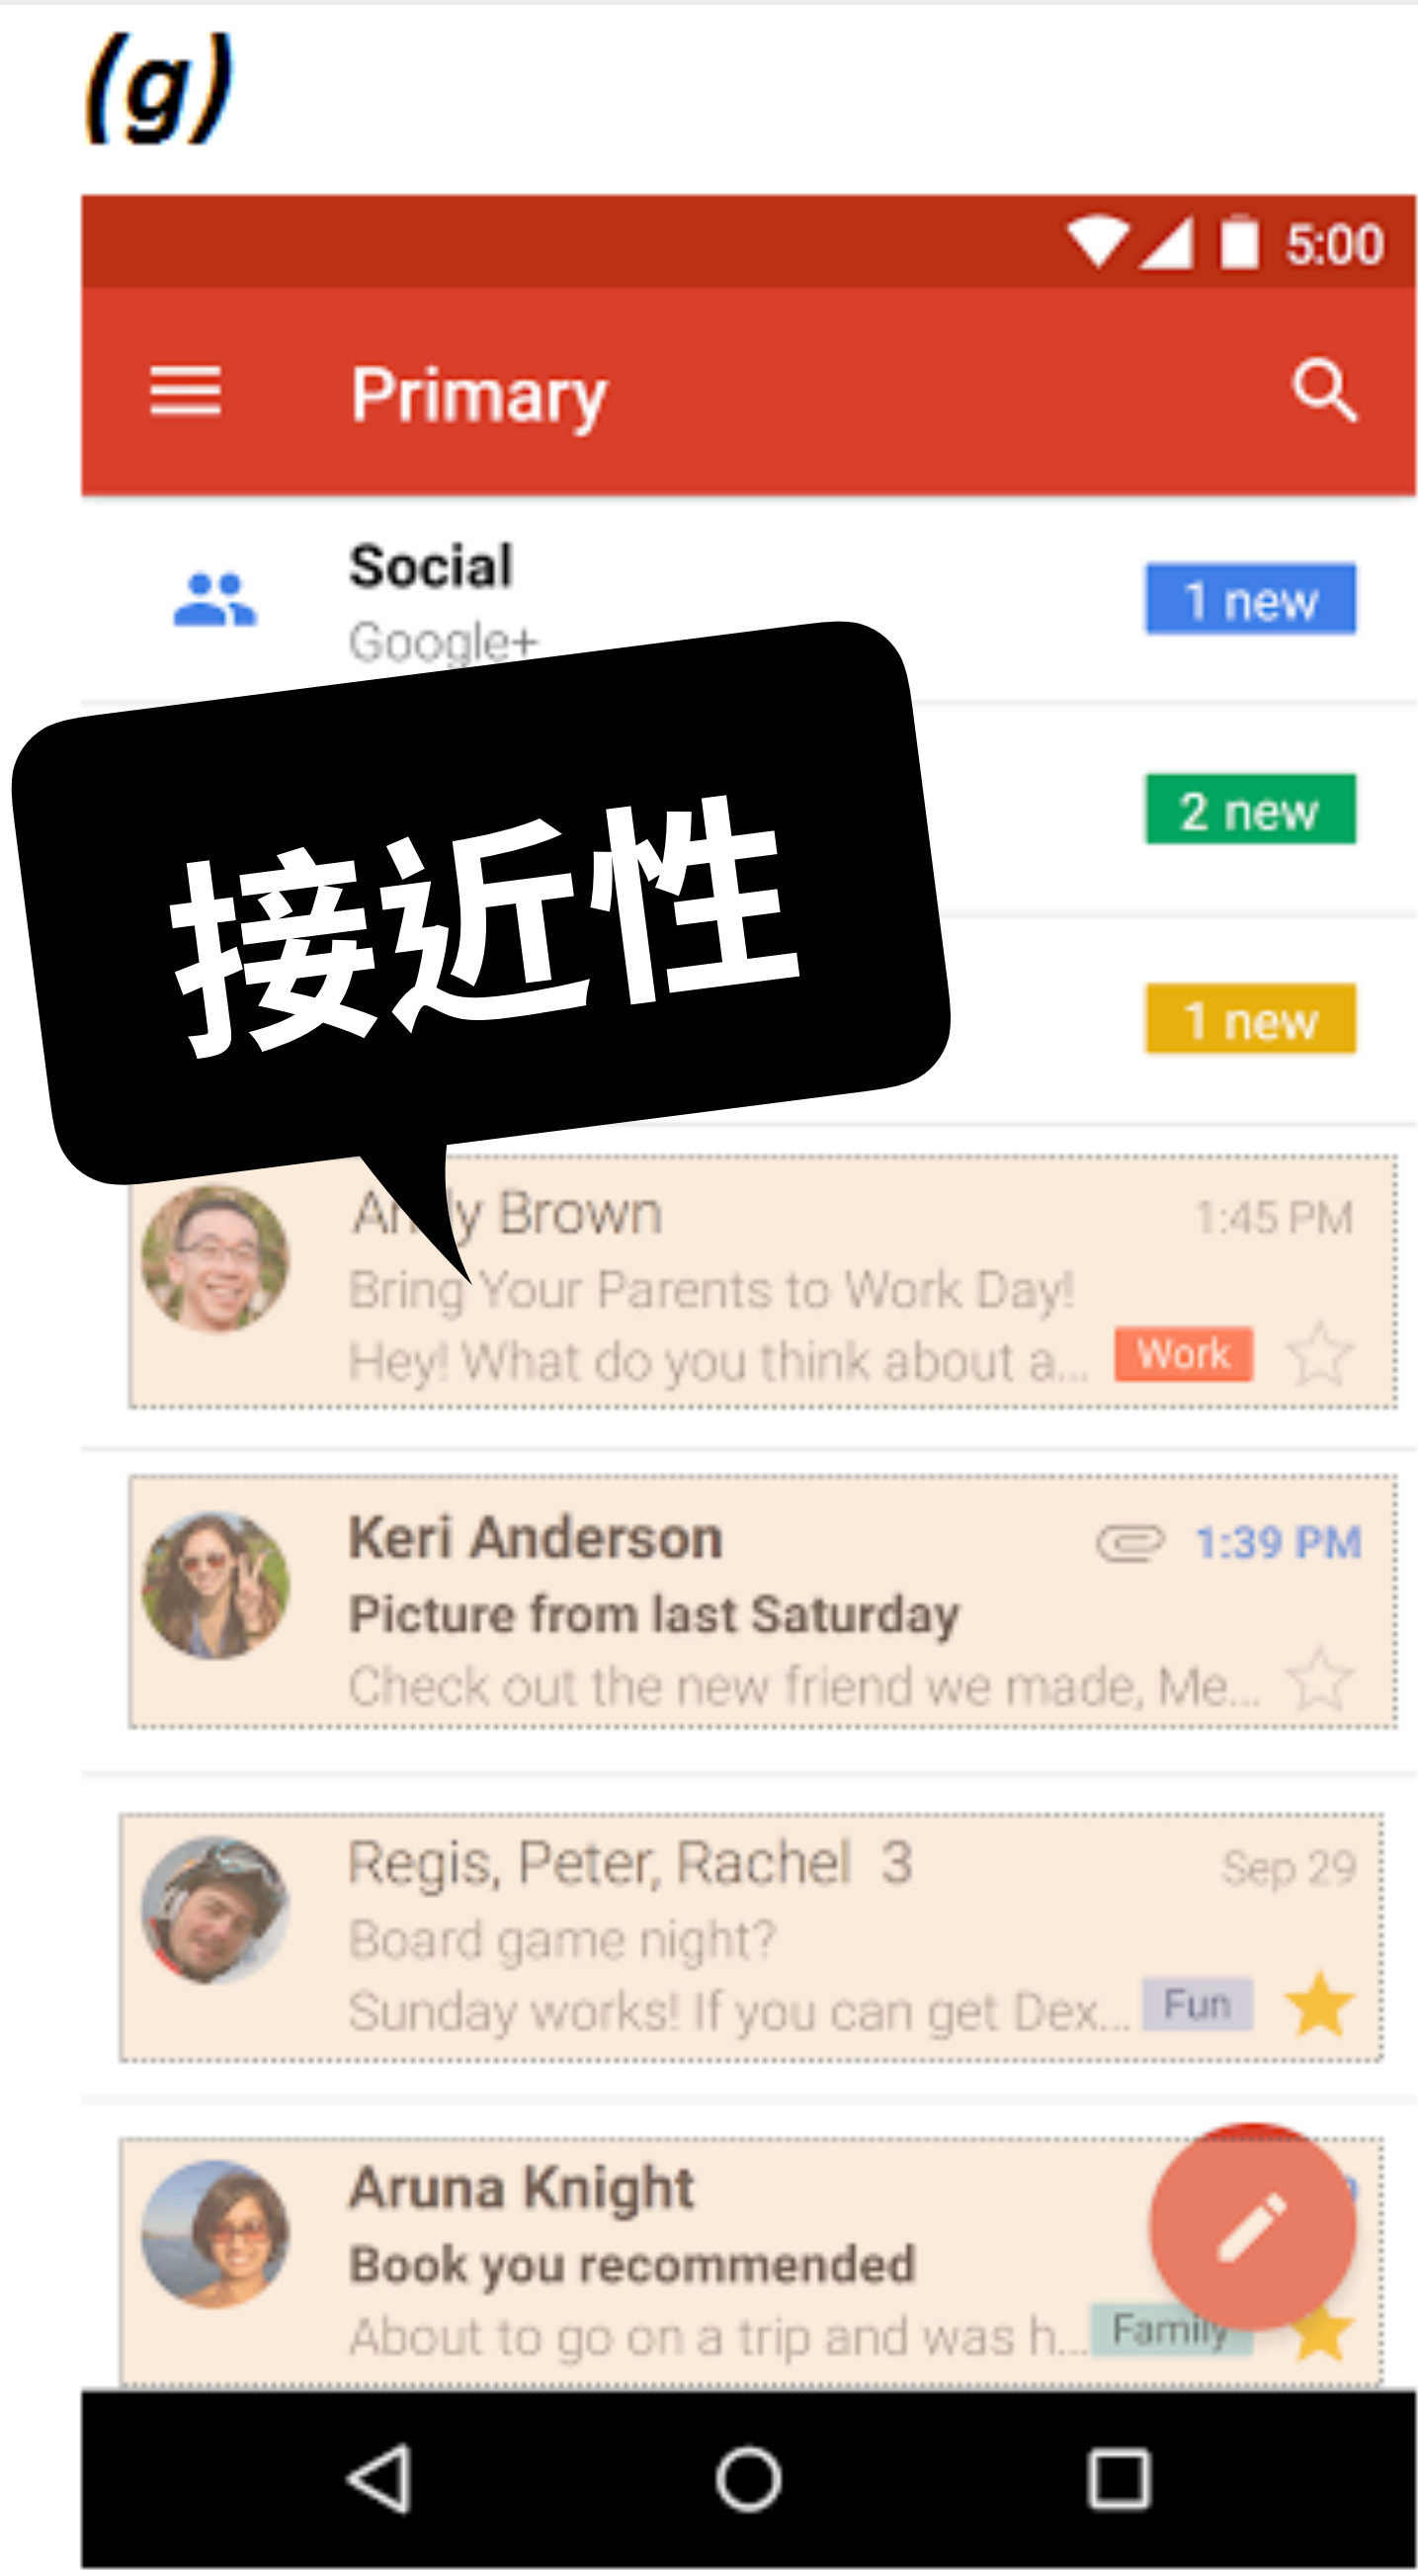 (g)
5:00
Primary
Social
1 new
Google+
2 new
接近性
1 new
Andy Brown
1:45 PM
Bring Your Parents to Work Day!
Hey! What do you think about a...
Work
Keri Anderson
1:39 PM
Picture from last Saturday
Check out the new friend we made, Me...
Regis, Peter, Rachel 3
Sep 29
Board game night?
Sunday works! If you can get Dex...
Fun
Aruna Knight
Book you recommended
About to go on a trip and was h...
Family